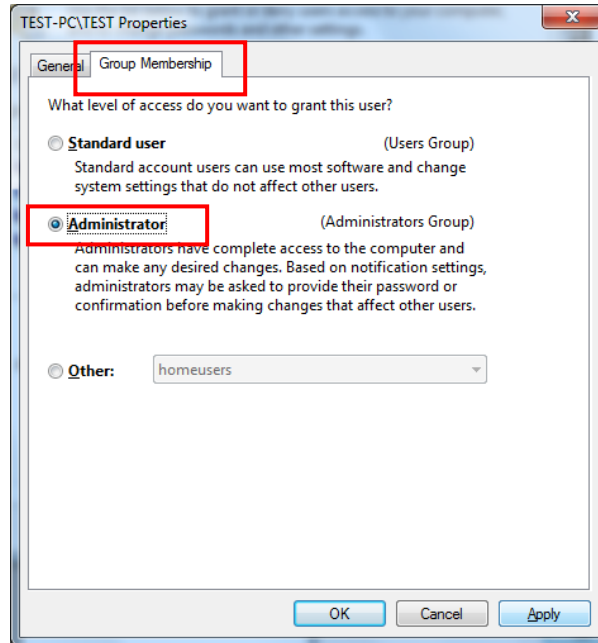 TEST-PC\TEST Properties
X
General Group Membership
What level of access do you want to grant this user?
Standard user (Users Group)
Standard account users can use most software and change
system settings that do not affect other users.
Administrator (Administrators Group)
Administrators have complete access to the computer and
can make any desired changes. Based on notification settings,
administrators may be asked to provide their password or
confirmation before making changes that affect other users.
Other: homeusers
OK Cancel Apply